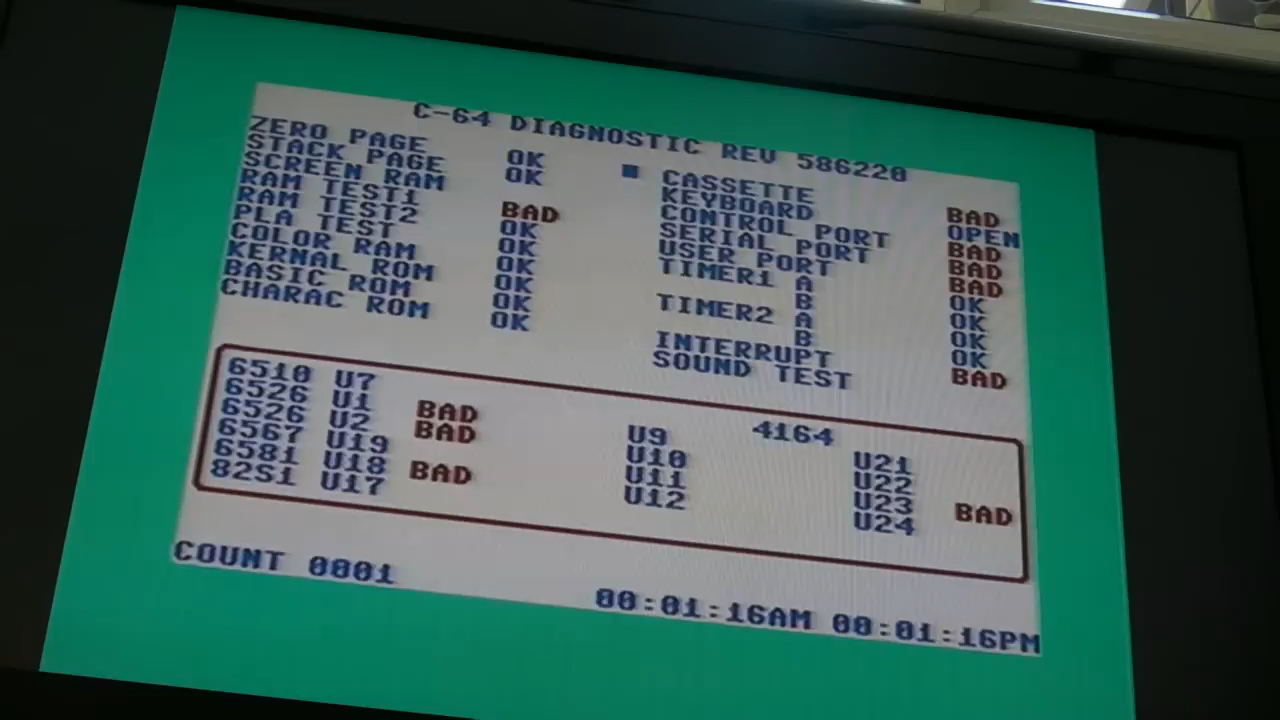 C-64 DIAGNOSTIC REV 586220
ZERO PAGE OK
STACK PAGE OK
SCREEN RAM
RAM TEST1 BAD
RAM TEST2 OK
PLA TEST OK
COLOR RAM OK
KERNAL ROM OK
BASIC ROM OK
CHARAC ROM OK
CASSETTE BAD
KEYBOARD OPEN
CONTROL PORT BAD
SERIAL PORT BAD
USER PORT BAD
TIMER1 A OK
B OK
TIMER2 A OK
B OK
INTERRUPT BAD
SOUND TEST
6510 U7
6526 U1 BAD
6526 U2 BAD
6567 U19
6581 U18 BAD
82S1 U17
4164
U9 U21
U10 U22
U11 U23 BAD
U12 U24
COUNT 0001
00:01:16AM 00:01:16PM